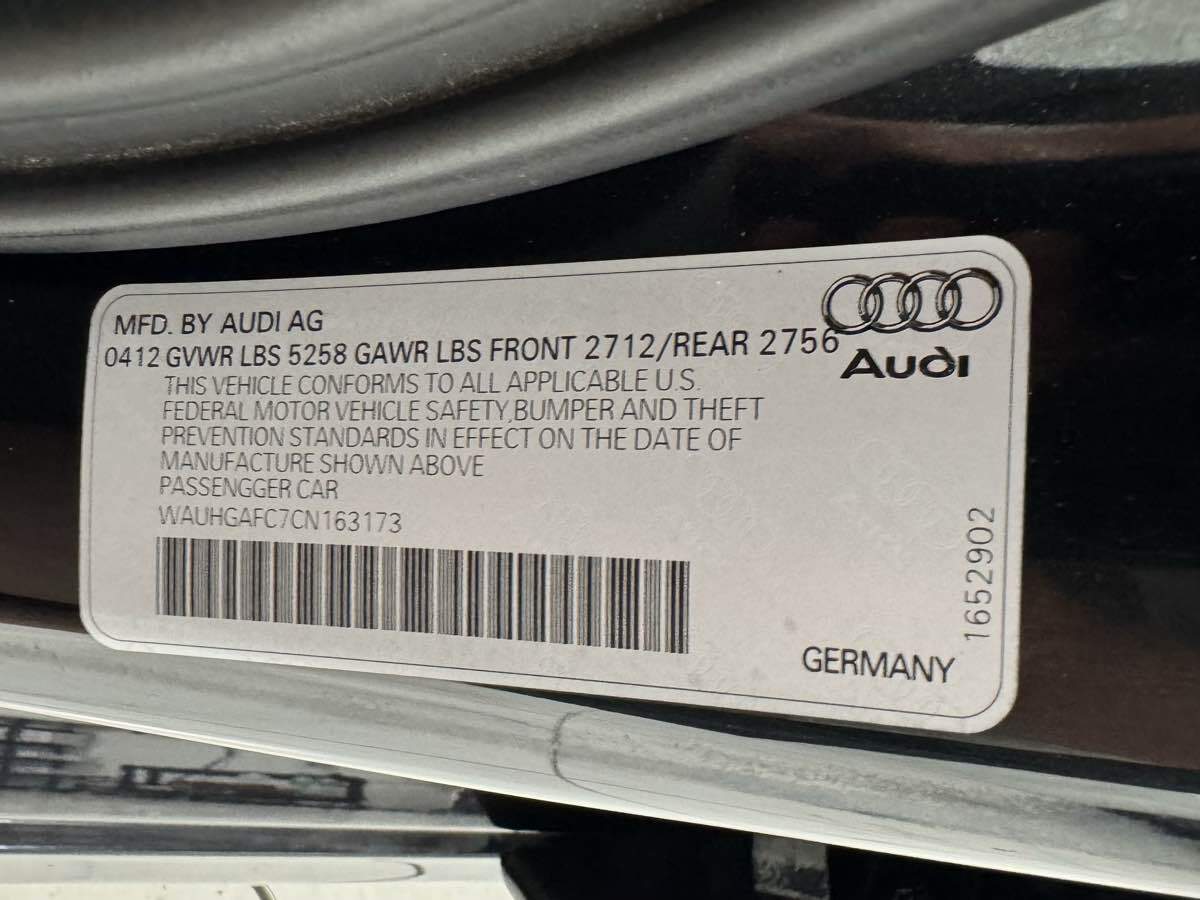 MFD. BY AUDI AG
0412 GVWR LBS 5258 GAWR LBS FRONT 2712/REAR 2756
Audi
THIS VEHICLE CONFORMS TO ALL APPLICABLE U.S.
FEDERAL MOTOR VEHICLE SAFETY,BUMPER AND THEFT
PREVENTION STANDARDS IN EFFECT ON THE DATE OF
MANUFACTURE SHOWN ABOVE
PASSENGGER CAR
WAUHGAFC7CN163173
1652902
GERMANY